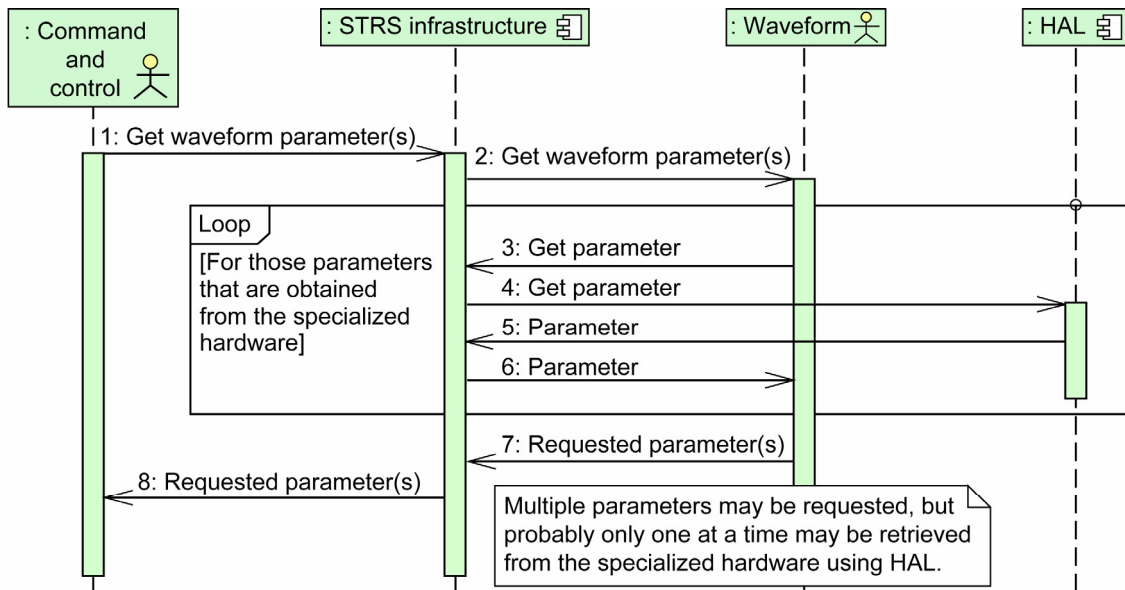 : Command
and
control
: STRS infrastructure
: Waveform
: HAL
1: Get waveform parameter(s)
2: Get waveform parameter(s)
Loop
[For those parameters
that are obtained
from the specialized
hardware]
3: Get parameter
4: Get parameter
5: Parameter
6: Parameter
7: Requested parameter(s)
8: Requested parameter(s)
Multiple parameters may be requested, but
probably only one at a time may be retrieved
from the specialized hardware using HAL.